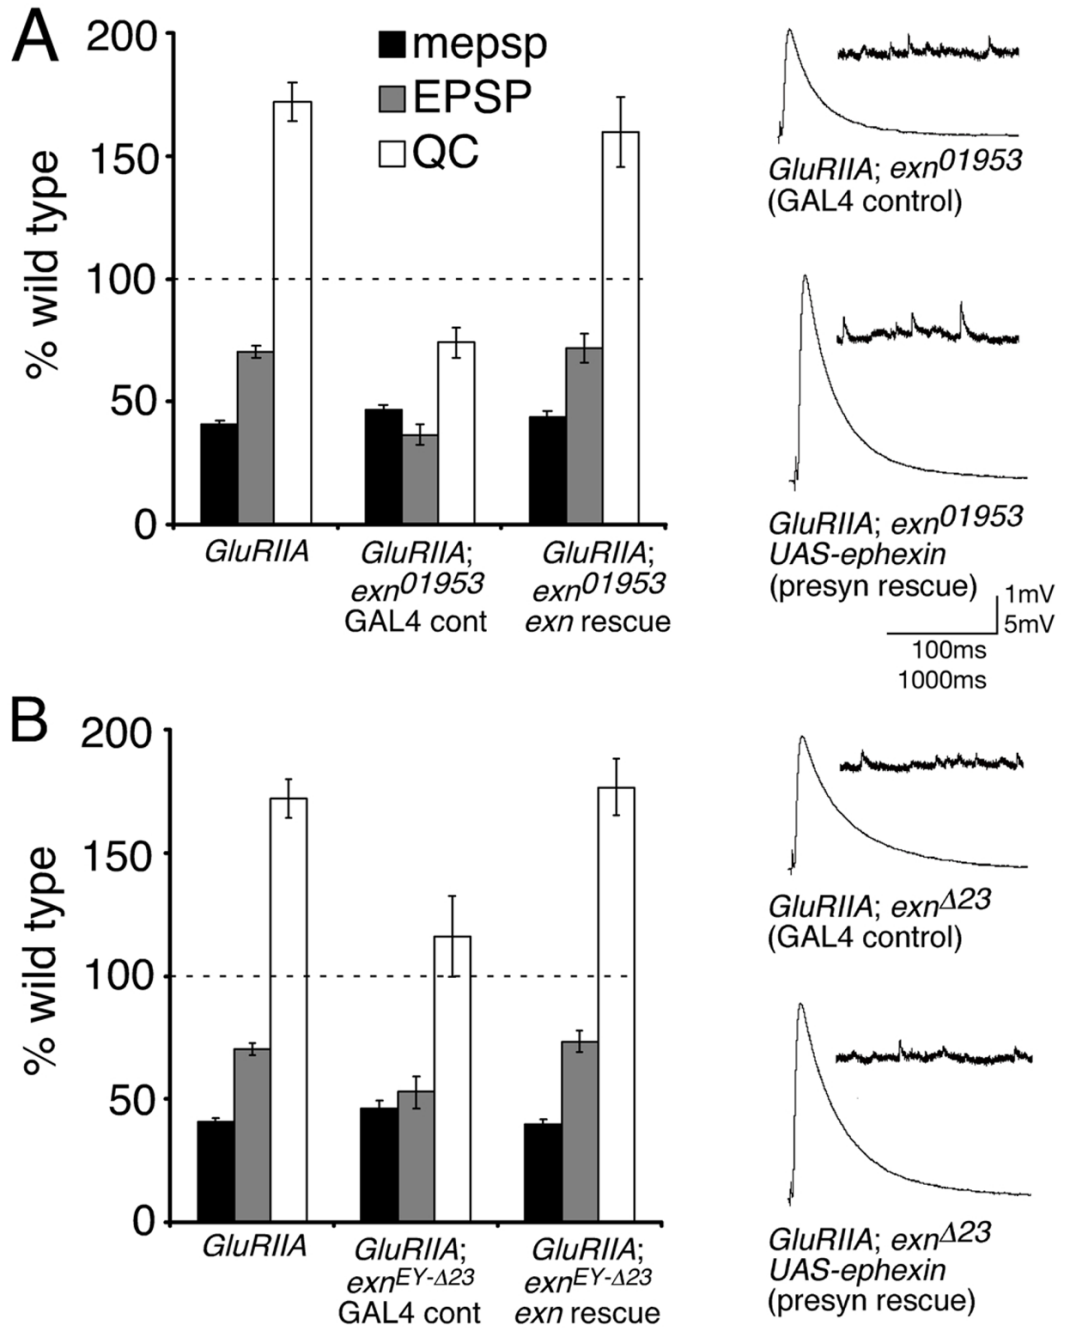 A
200
150
100
50
0
% wild type
mepsp
EPSP
QC
GluRIIA
GluRIIA;
exn01953
GAL4 cont
GluRIIA;
exn01953
exn rescue
GluRIIA; exn01953
(GAL4 control)
GluRIIA; exn01953
UAS-ephexin
(presyn rescue)
1mV
5mV
100ms
1000ms
B
200
150
100
50
0
% wild type
GluRIIA
GluRIIA;
exnEY-Δ23
GAL4 cont
GluRIIA;
exnEY-Δ23
exn rescue
GluRIIA; exnΔ23
(GAL4 control)
GluRIIA; exnΔ23
UAS-ephexin
(presyn rescue)